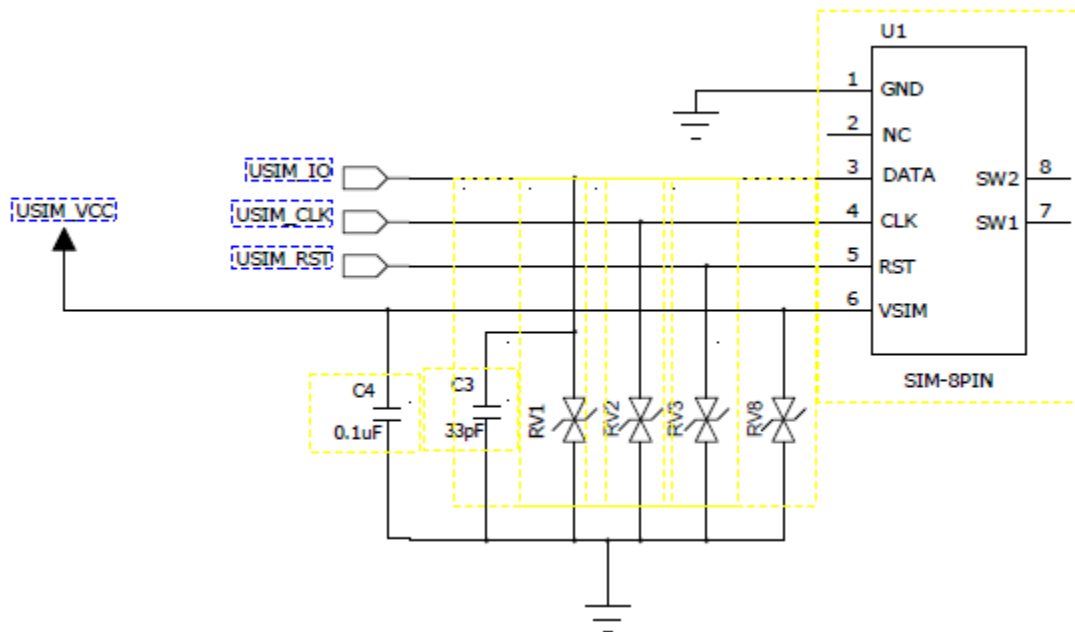 U1
1
GND
2
NC
USIM_IO
3
DATA
SW2
8
USIM_VCC
USIM_CLK
4
CLK
SW1
7
USIM_RST
5
RST
6
VSIM
SIM-8PIN
C4
0.1uF
C3
33pF
RV1
RV2
RV3
RV8